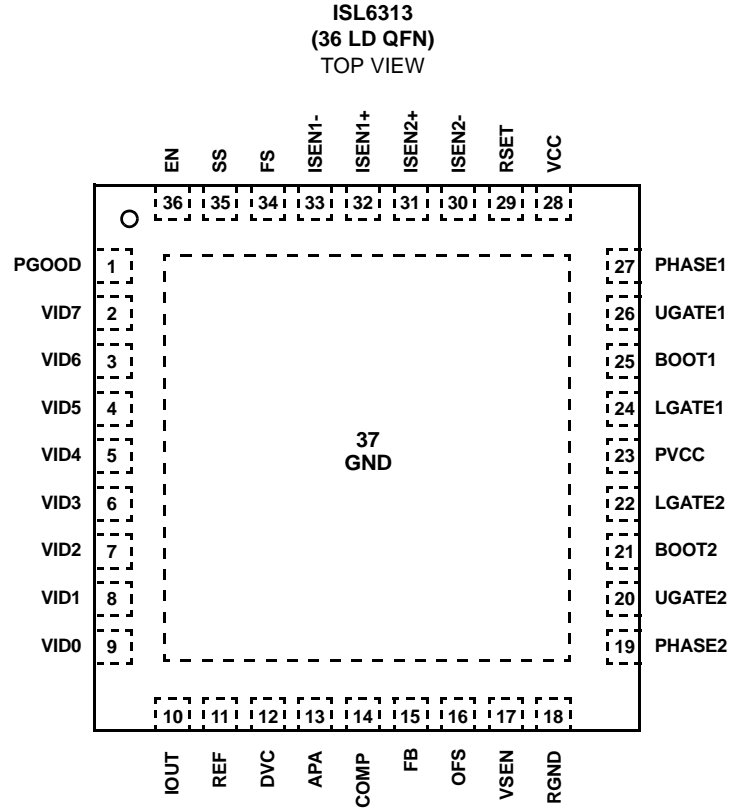 ISL6313
(36 LD QFN)
TOP VIEW
EN
SS
FS
ISEN1-
ISEN1+
ISEN2+
ISEN2-
RSET
VCC
36
35
34
33
32
31
30
29
28
PGOOD 1
VID7 2
VID6 3
VID5 4
VID4 5
VID3 6
VID2 7
VID1 8
VID0 9
37
GND
27 PHASE1
26 UGATE1
25 BOOT1
24 LGATE1
23 PVCC
22 LGATE2
21 BOOT2
20 UGATE2
19 PHASE2
10
11
12
13
14
15
16
17
18
IOUT
REF
DVC
APA
COMP
FB
OFS
VSEN
RGND